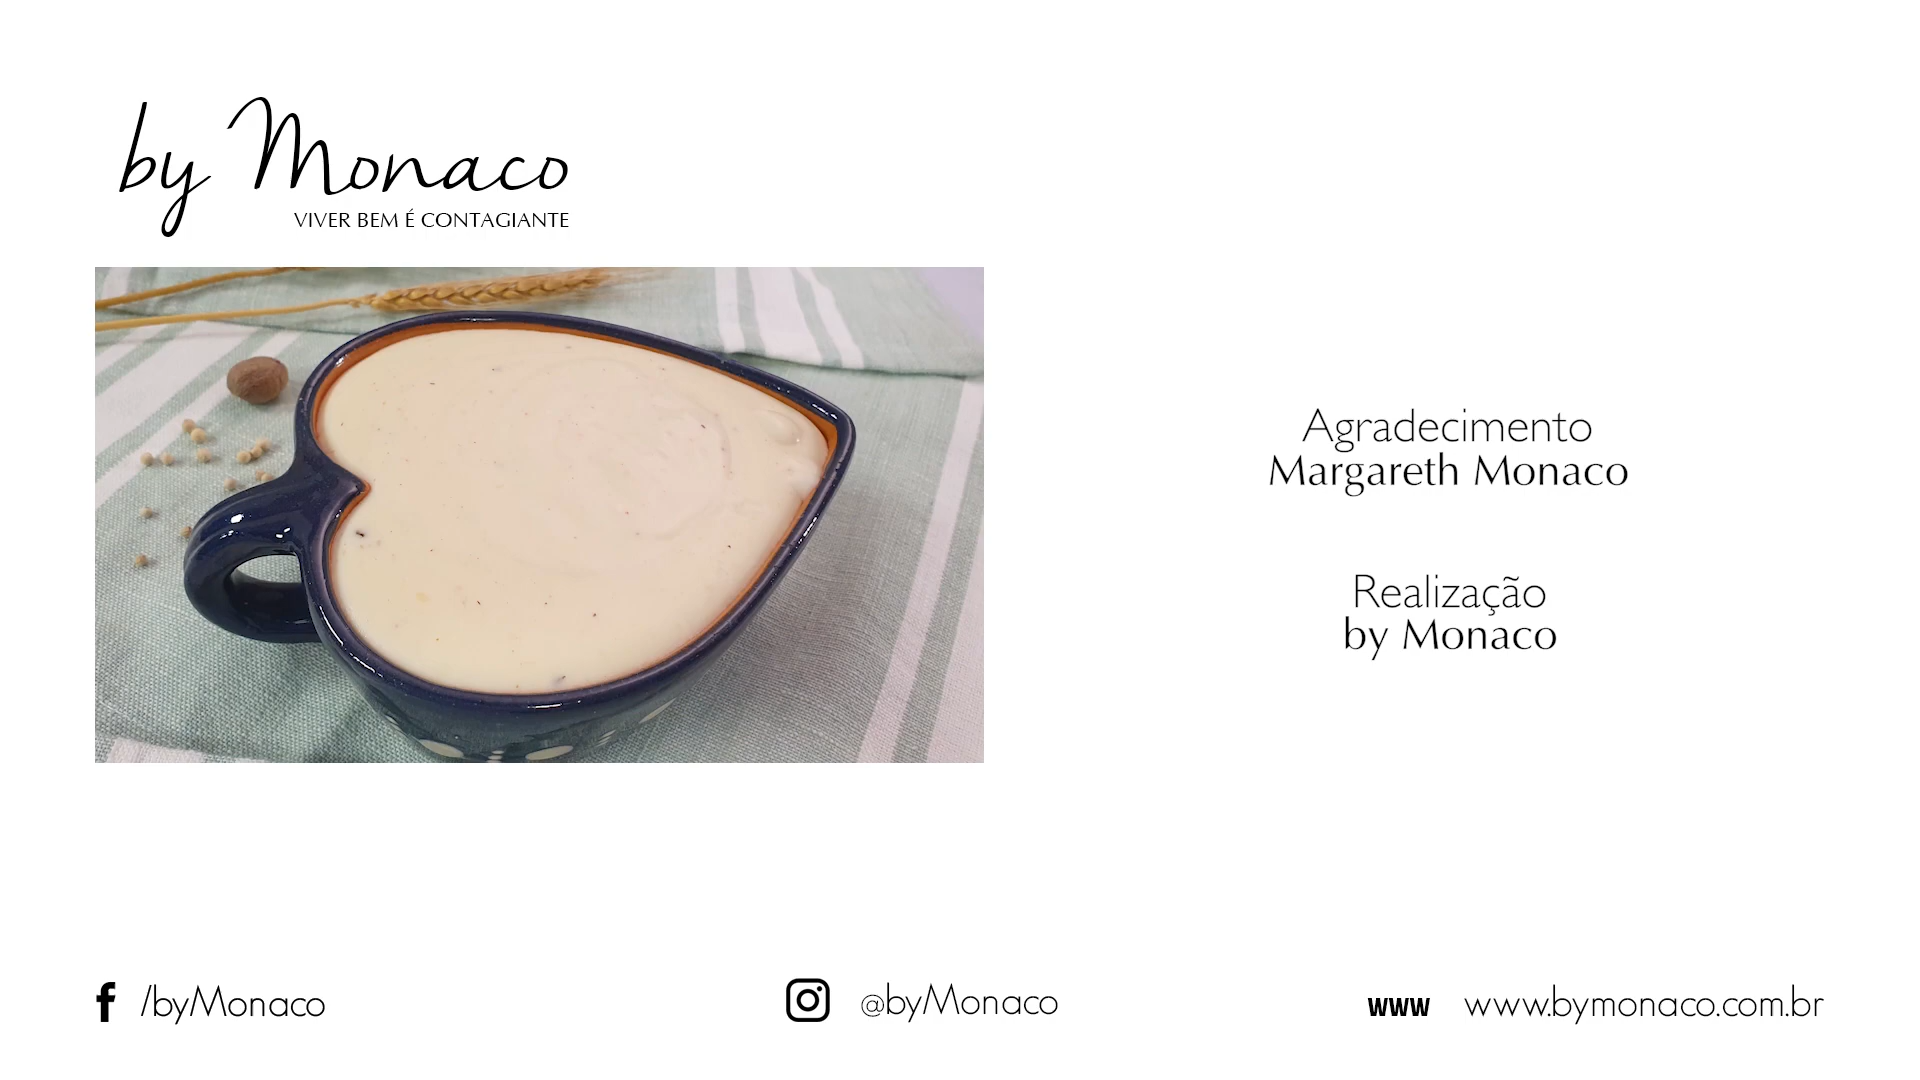 by Monaco
VIVER BEM É CONTAGIANTE
Agradecimento
Margareth Monaco
Realização
by Monaco
/byMonaco
@byMonaco
www www.bymonaco.com.br